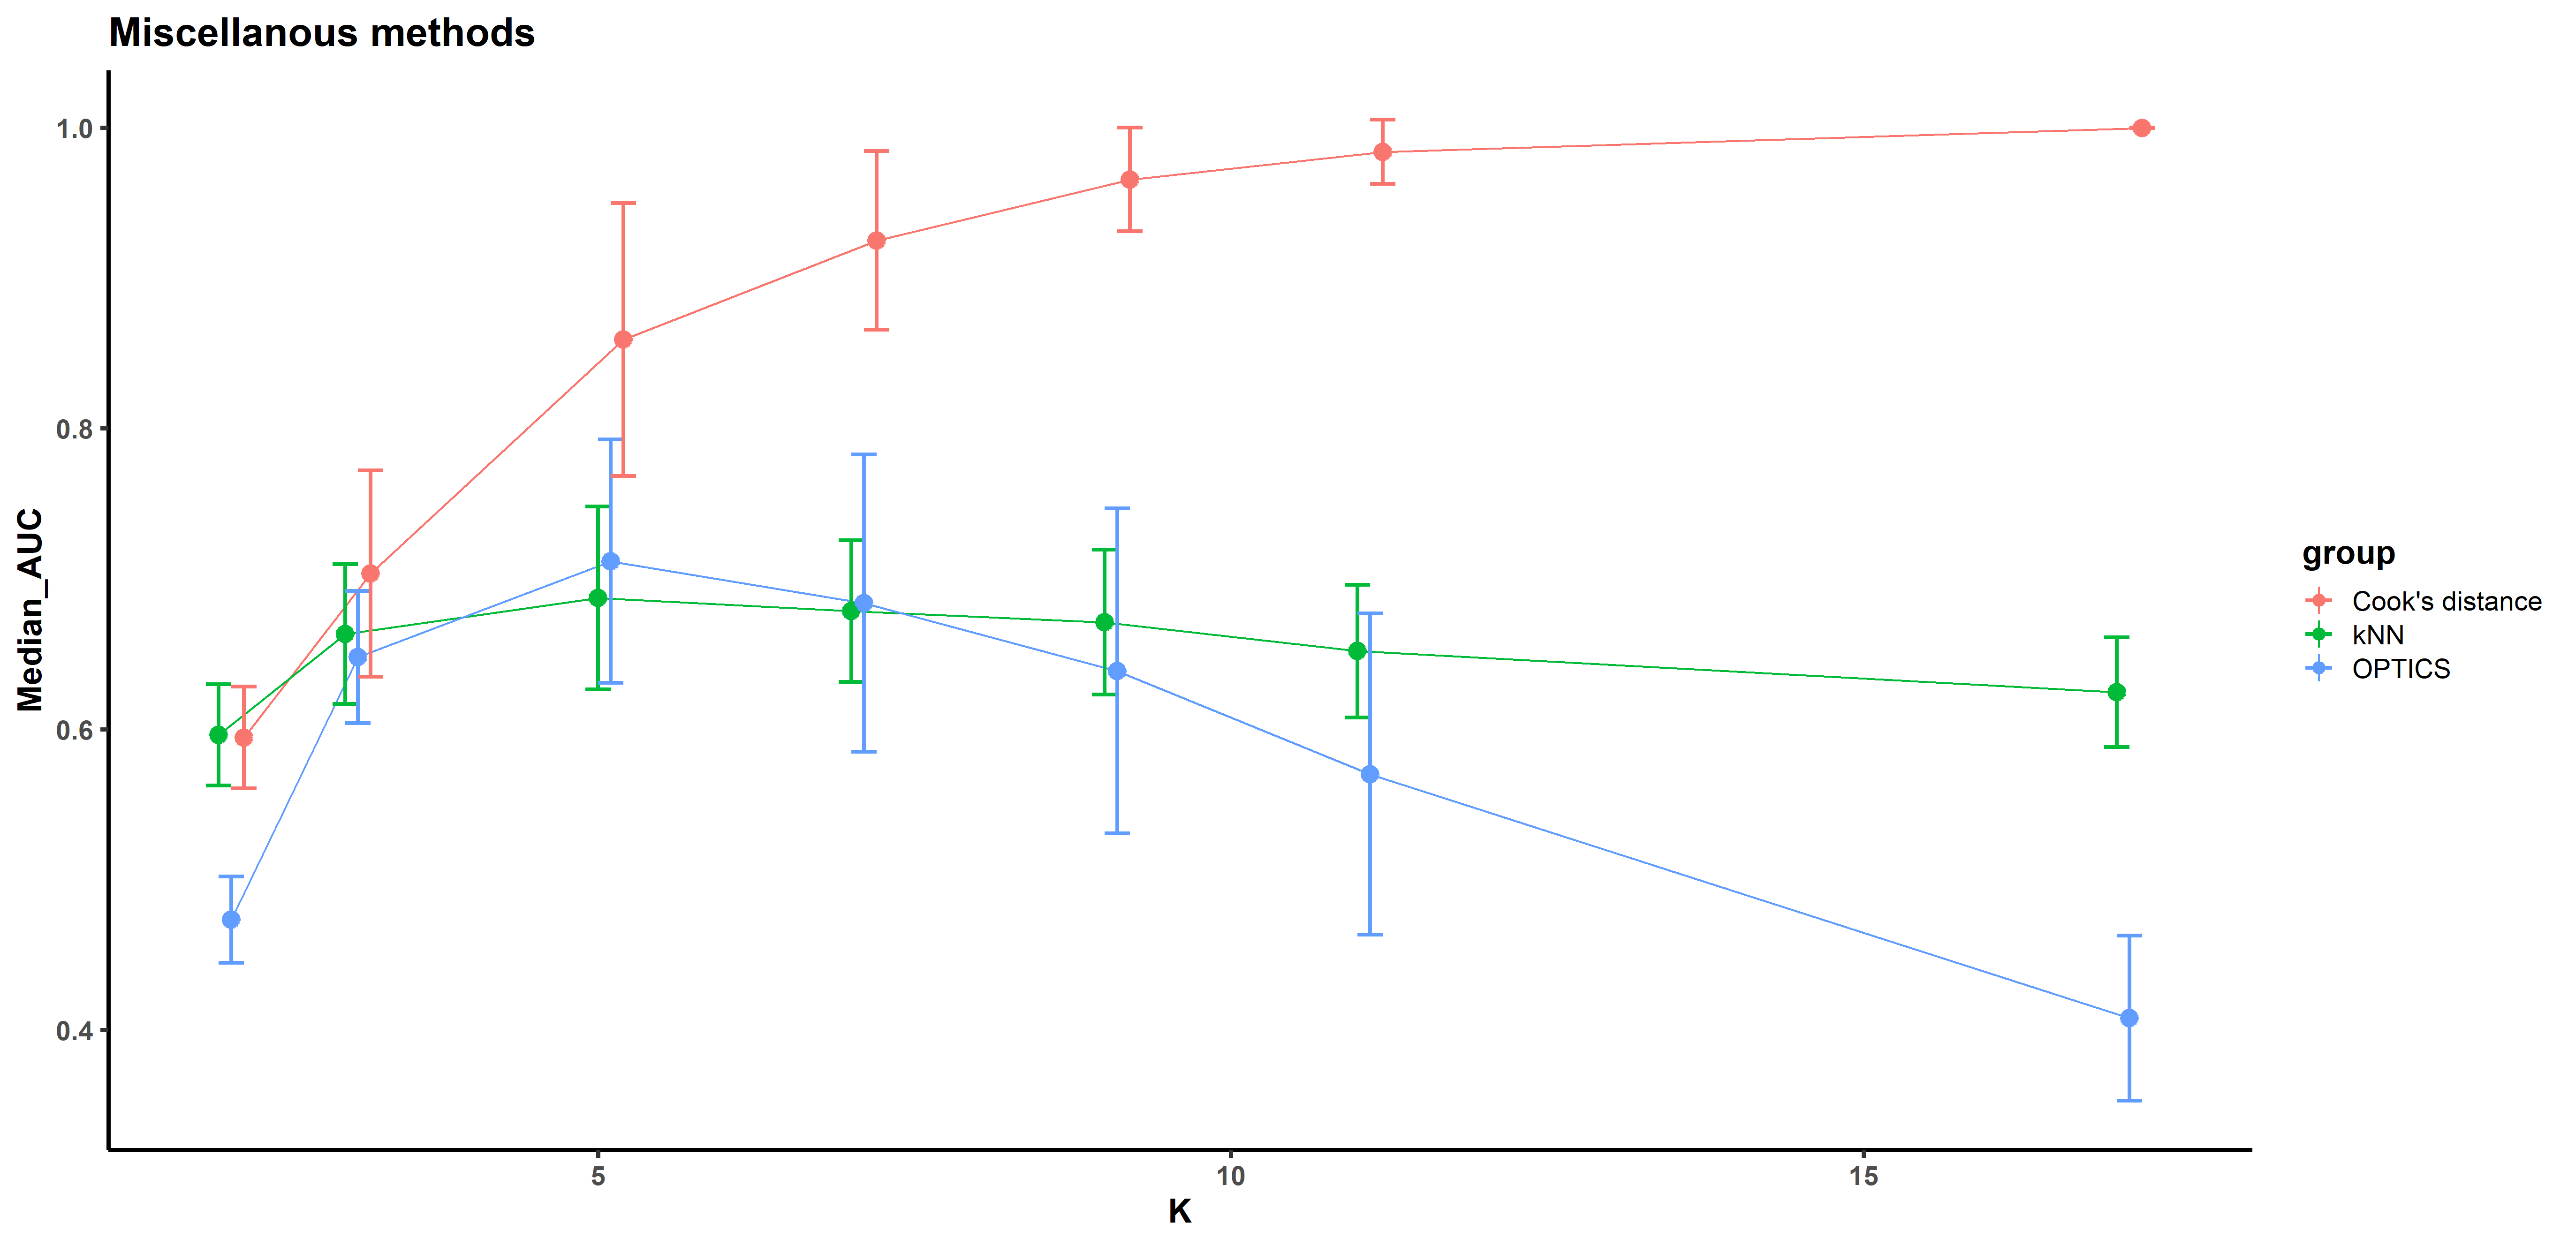 Miscellanous methods
1.0
0.8
0.6
0.4
Median_AUC
5
10
15
K
group
Cook's distance
kNN
OPTICS